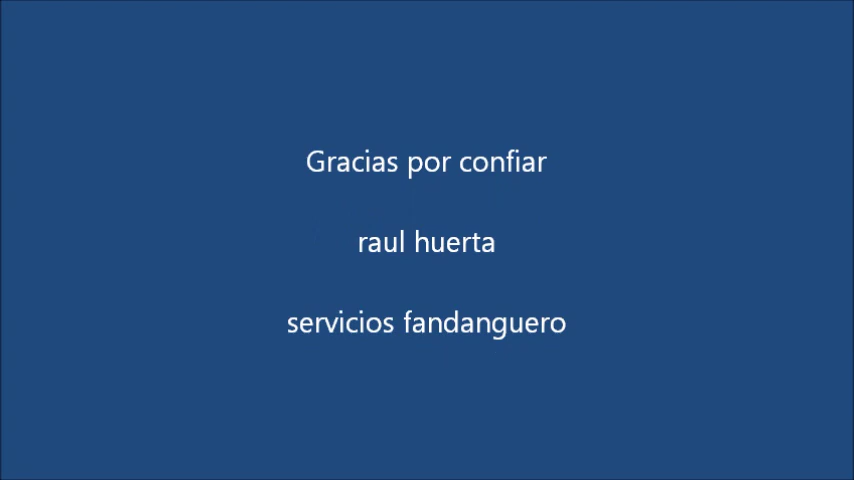 Gracias por confiar
raul huerta
servicios fandanguero